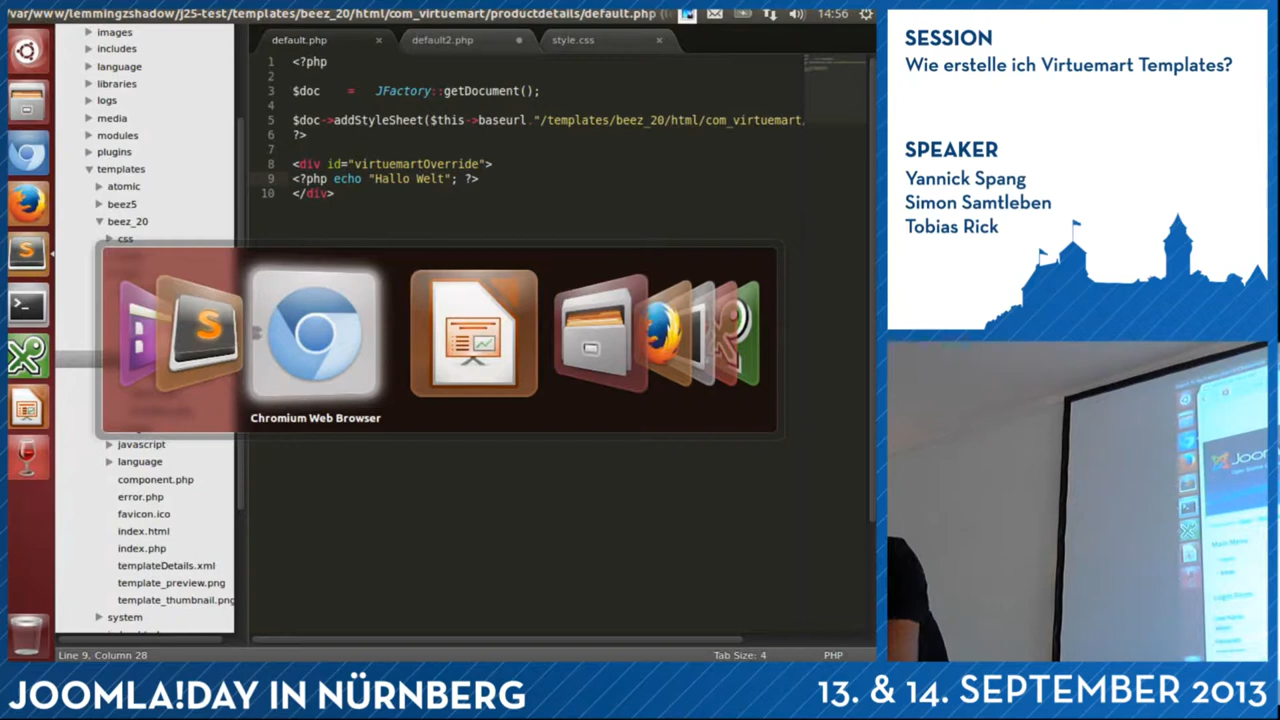 var/www/lemmingzshadow/j25-test/templates/beez_20/html/com_virtuemart/productdetails/default.php
14:56
images
includes
language
libraries
logs
media
modules
plugins
templates
atomic
beez5
beez_20
css
javascript
language
component.php
error.php
favicon.ico
index.html
index.php
templateDetails.xml
template_preview.png
template_thumbnail.png
system
default.php
default2.php
style.css
1 <?php
2
3 $doc = JFactory::getDocument();
4
5 $doc->addStyleSheet($this->baseurl."/templates/beez_20/html/com_virtuemart,
6 ?>
7
8 <div id="virtuemartOverride">
9 <?php echo "Hallo Welt"; ?>
10 </div>
Chromium Web Browser
Line 9, Column 28
Tab Size: 4
PHP
SESSION
Wie erstelle ich Virtuemart Templates?
SPEAKER
Yannick Spang
Simon Samtleben
Tobias Rick
Main Menu
JOOMLA!DAY IN NÜRNBERG
13. & 14. SEPTEMBER 2013